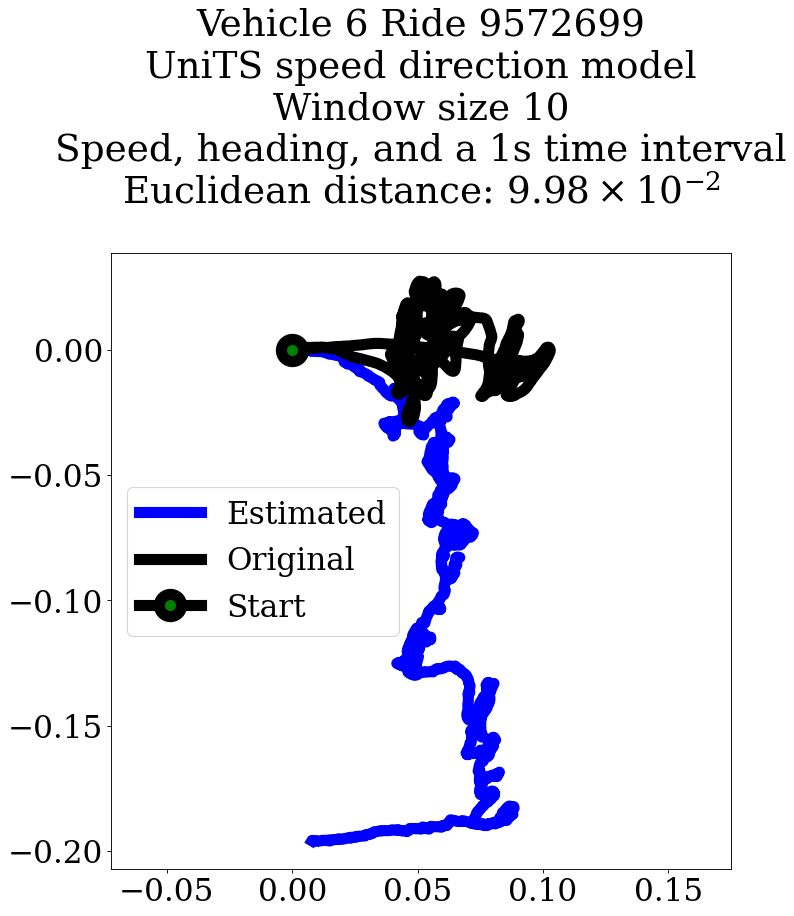 Vehicle 6 Ride 9572699
UniTS speed direction model
Window size 10
Speed, heading, and a 1s time interval
Euclidean distance: 9.98 × 10⁻²
0.00
−0.05
−0.10
−0.15
−0.20
Estimated
Original
Start
−0.05 0.00 0.05 0.10 0.15